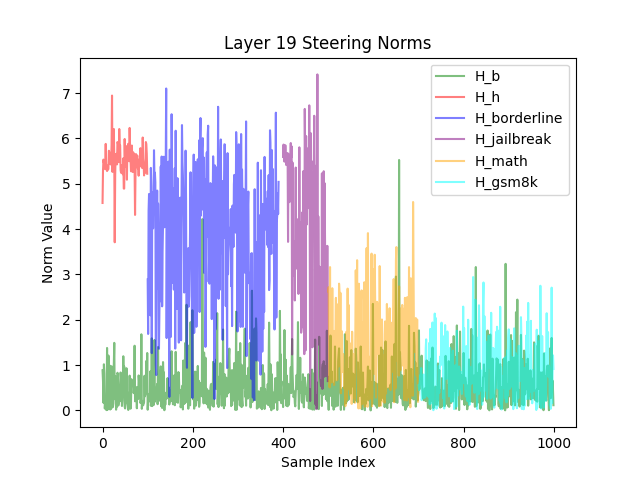 Layer 19 Steering Norms
H_b
H_h
H_borderline
H_jailbreak
H_math
H_gsm8k
Norm Value
7
6
5
4
3
2
1
0
0
200
400
600
800
1000
Sample Index